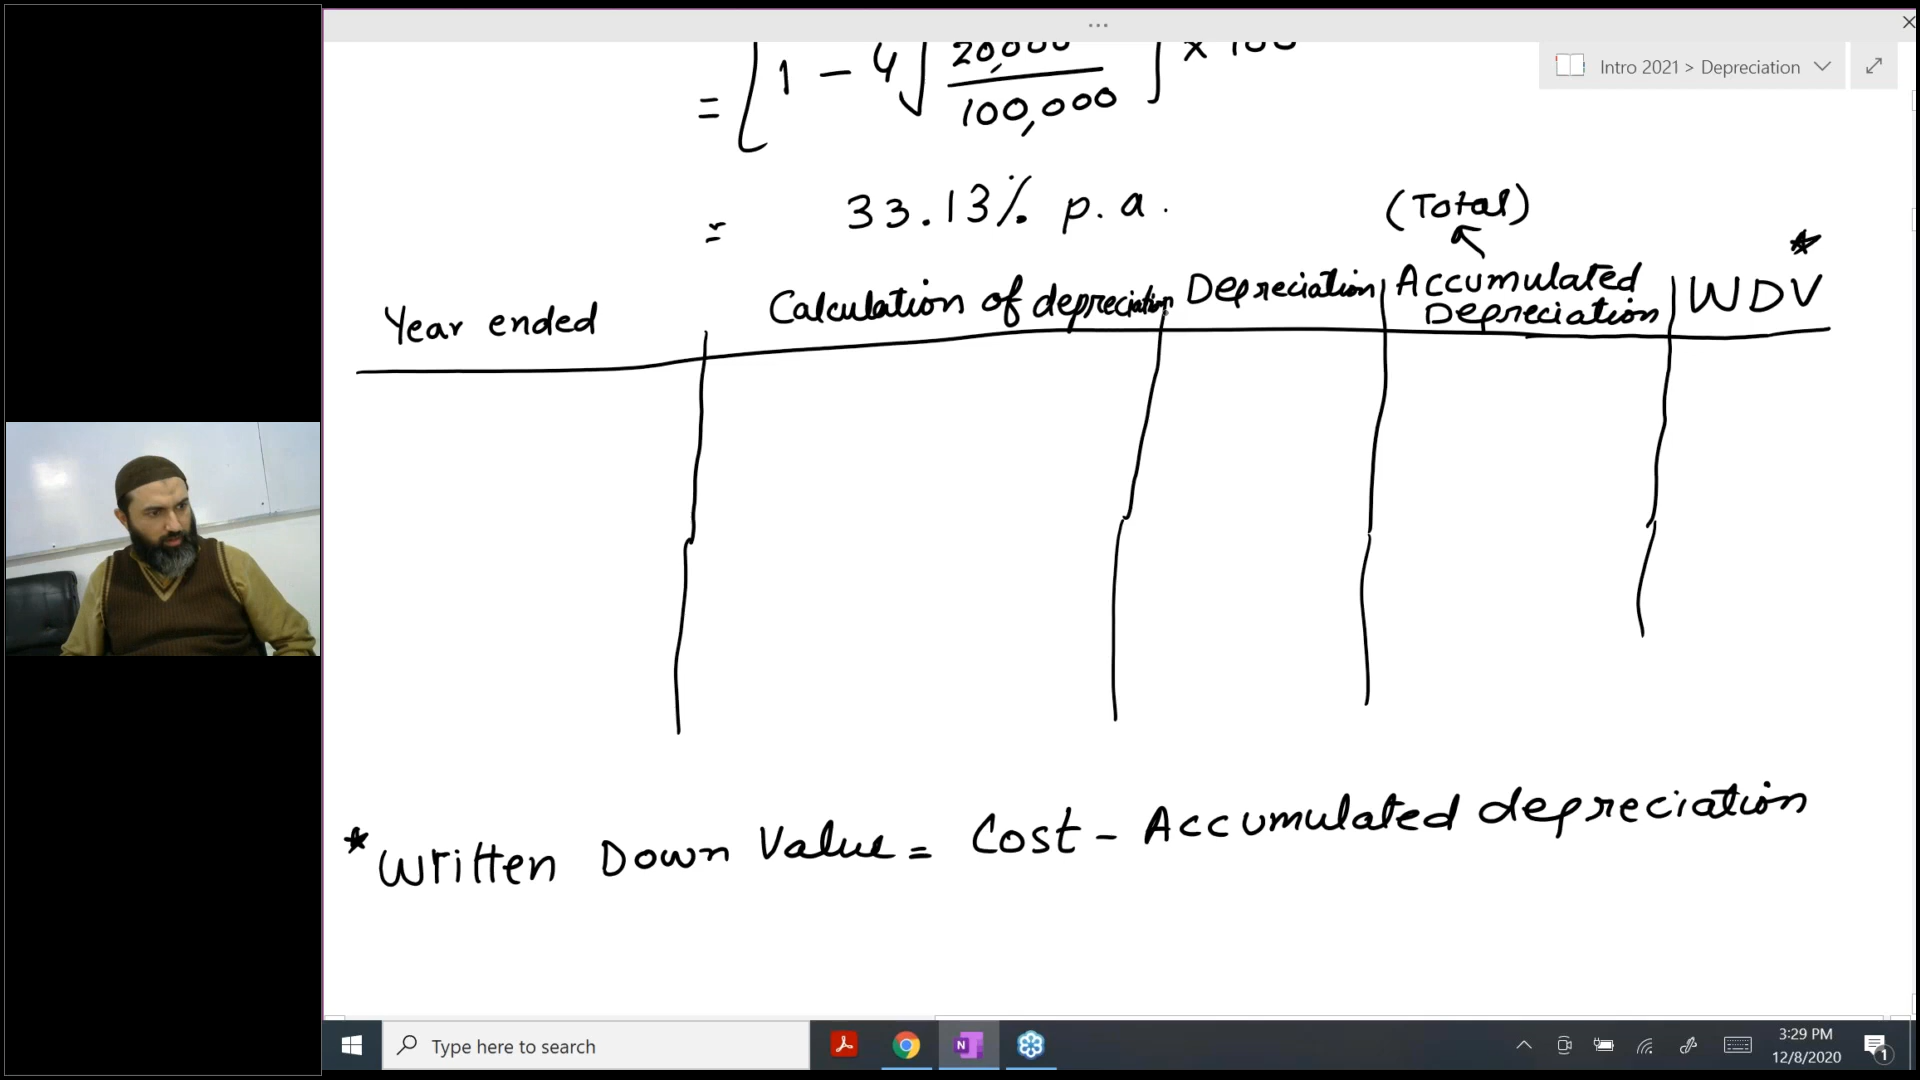 ...
Intro 2021 > Depreciation
= [1 - 4√20,000/100,000] × 100
= 33.13% p.a.
(Total)
Year ended
Calculation of depreciation
Depreciation
Accumulated
Depreciation
WDV*
* Written Down Value = Cost - Accumulated depreciation
Type here to search
3:29 PM
12/8/2020
1